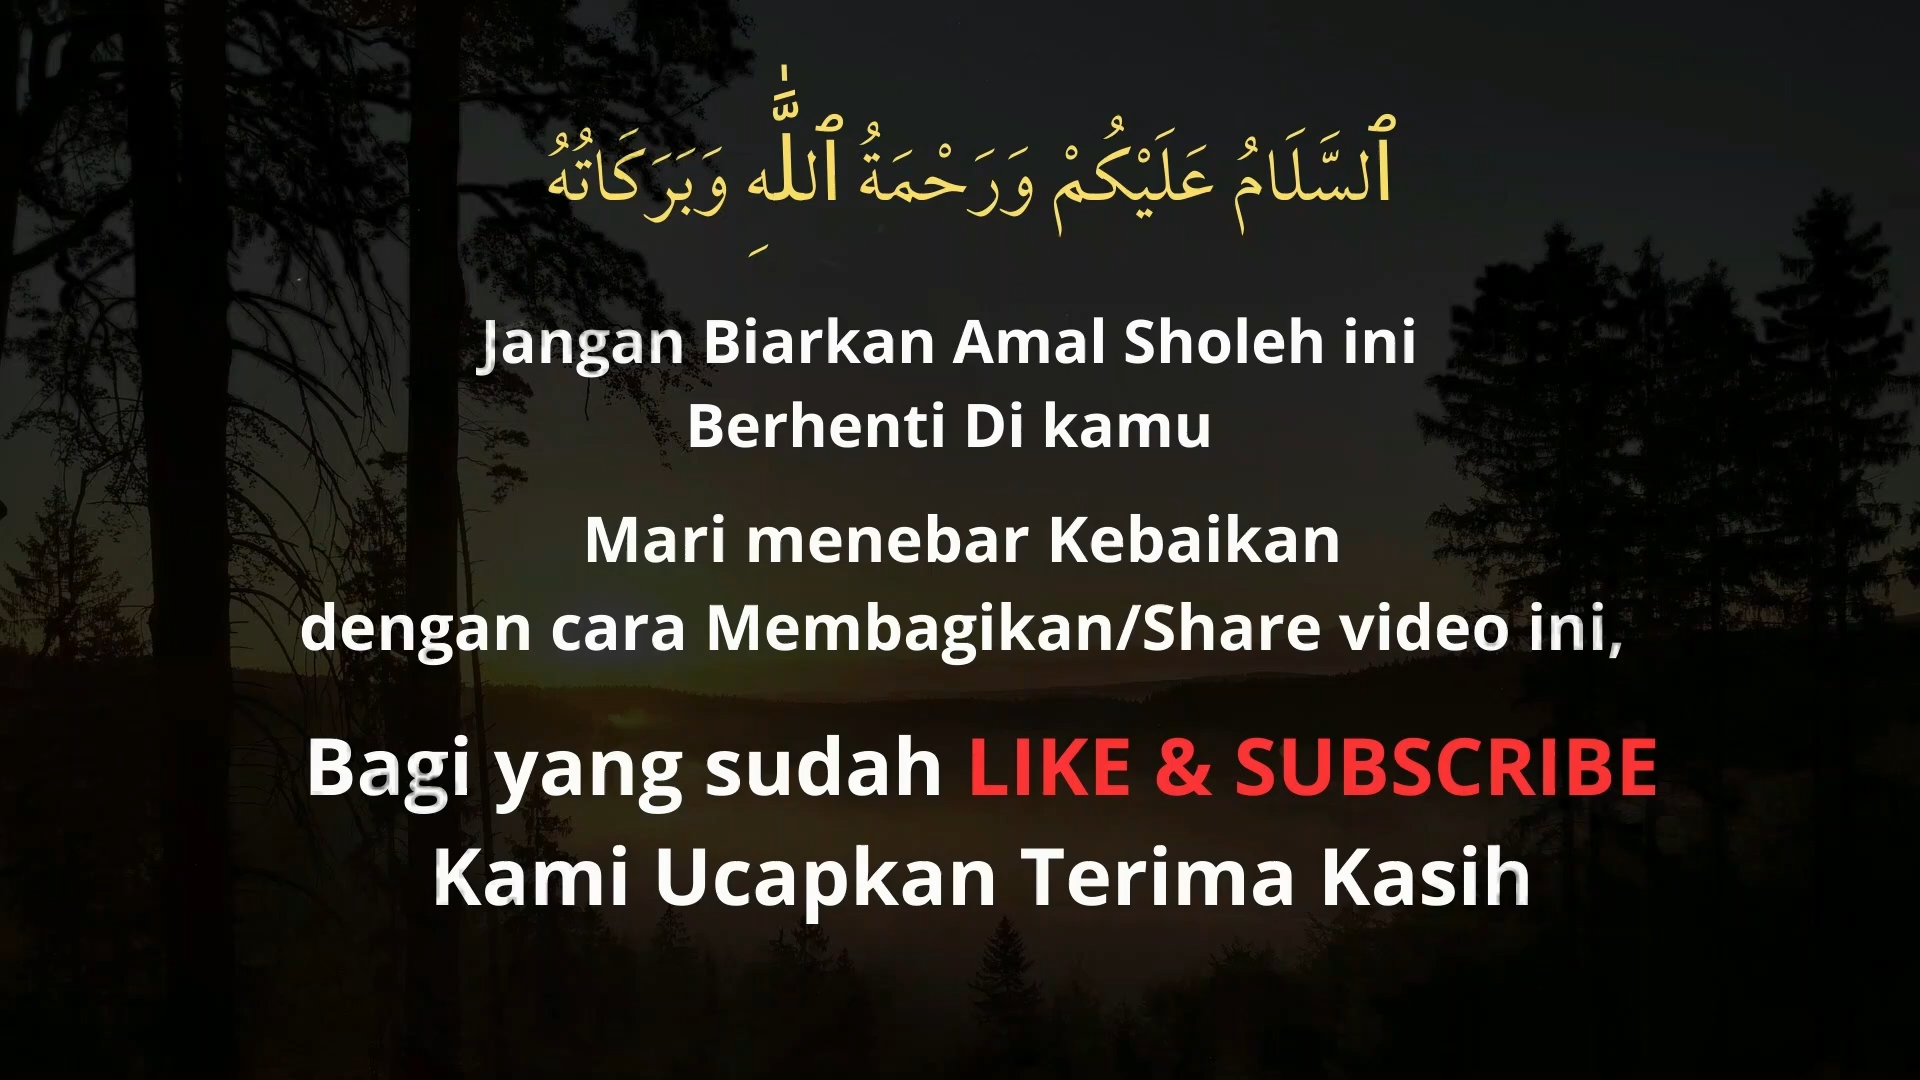 ٱلسَّلَامُ عَلَيْكُمْ وَرَحْمَةُ ٱللَّٰهِ وَبَرَكَاتُهُ
Jangan Biarkan Amal Sholeh ini
Berhenti Di kamu
Mari menebar Kebaikan
dengan cara Membagikan/Share video ini,
Bagi yang sudah LIKE & SUBSCRIBE
Kami Ucapkan Terima Kasih